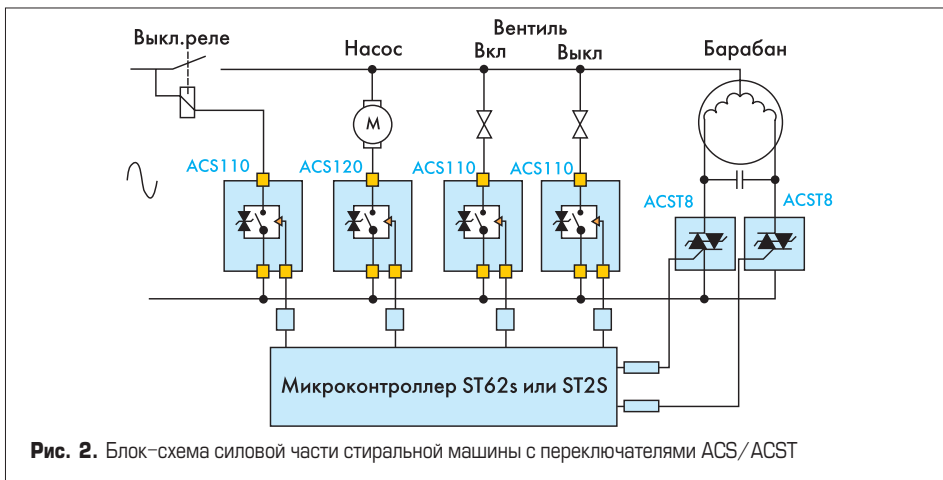 Выкл.реле
Насос
Вентиль
Вкл
Выкл
Барабан
M
ACS110
ACS120
ACS110
ACS110
ACST8
ACST8
Микроконтроллер ST62s или ST2S
Рис. 2. Блок-схема силовой части стиральной машины с переключателями ACS/ACST